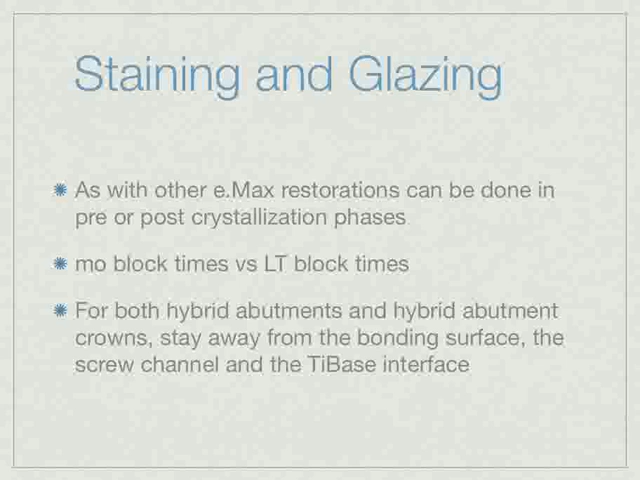 Staining and Glazing
As with other e.Max restorations can be done in
pre or post crystallization phases
mo block times vs LT block times
For both hybrid abutments and hybrid abutment
crowns, stay away from the bonding surface, the
screw channel and the TiBase interface